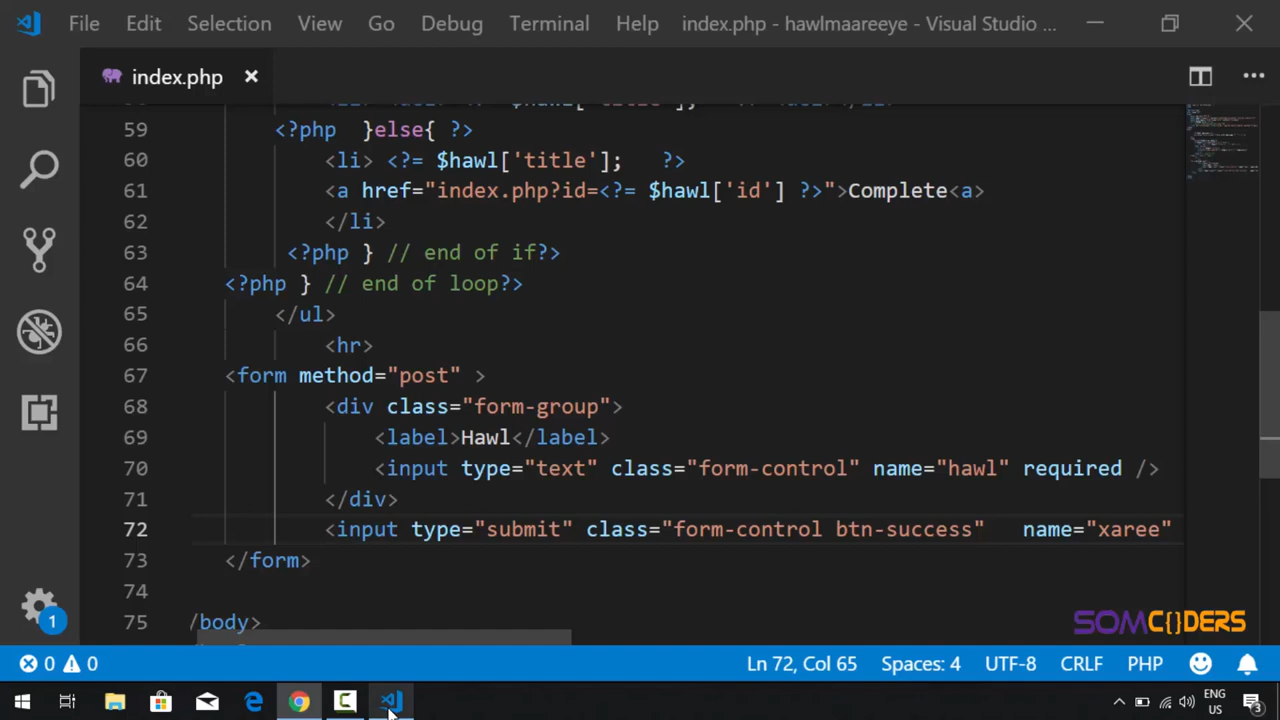 File Edit Selection View Go Debug Terminal Help index.php - hawlmaareeye - Visual Studio ...
index.php
59 <?php }else{ ?>
60 <li> <?= $hawl['title']; ?>
61 <a href="index.php?id=<?= $hawl['id'] ?>">Complete<a>
62 </li>
63 <?php } // end of if?>
64 <?php } // end of loop?>
65 </ul>
66 <hr>
67 <form method="post" >
68 <div class="form-group">
69 <label>Hawl</label>
70 <input type="text" class="form-control" name="hawl" required />
71 </div>
72 <input type="submit" class="form-control btn-success" name="xaree"
73 </form>
74
75 /body>
SOMC{}DERS
1
0 0 Ln 72, Col 65 Spaces: 4 UTF-8 CRLF PHP
ENG
US
3